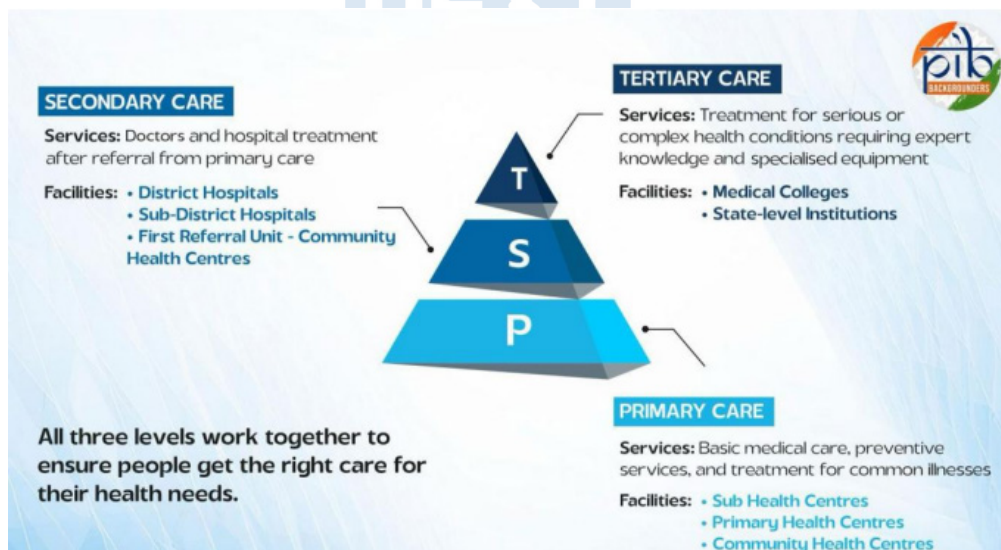 SECONDARY CARE
Services: Doctors and hospital treatment
after referral from primary care
Facilities: • District Hospitals
• Sub-District Hospitals
• First Referral Unit - Community
Health Centres
TERTIARY CARE
Services: Treatment for serious or
complex health conditions requiring expert
knowledge and specialised equipment
Facilities: • Medical Colleges
• State-level Institutions
पाib
BACKGROUNDERS
T
S
P
PRIMARY CARE
Services: Basic medical care, preventive
services, and treatment for common illnesses
Facilities: • Sub Health Centres
• Primary Health Centres
• Community Health Centres
All three levels work together to
ensure people get the right care for
their health needs.